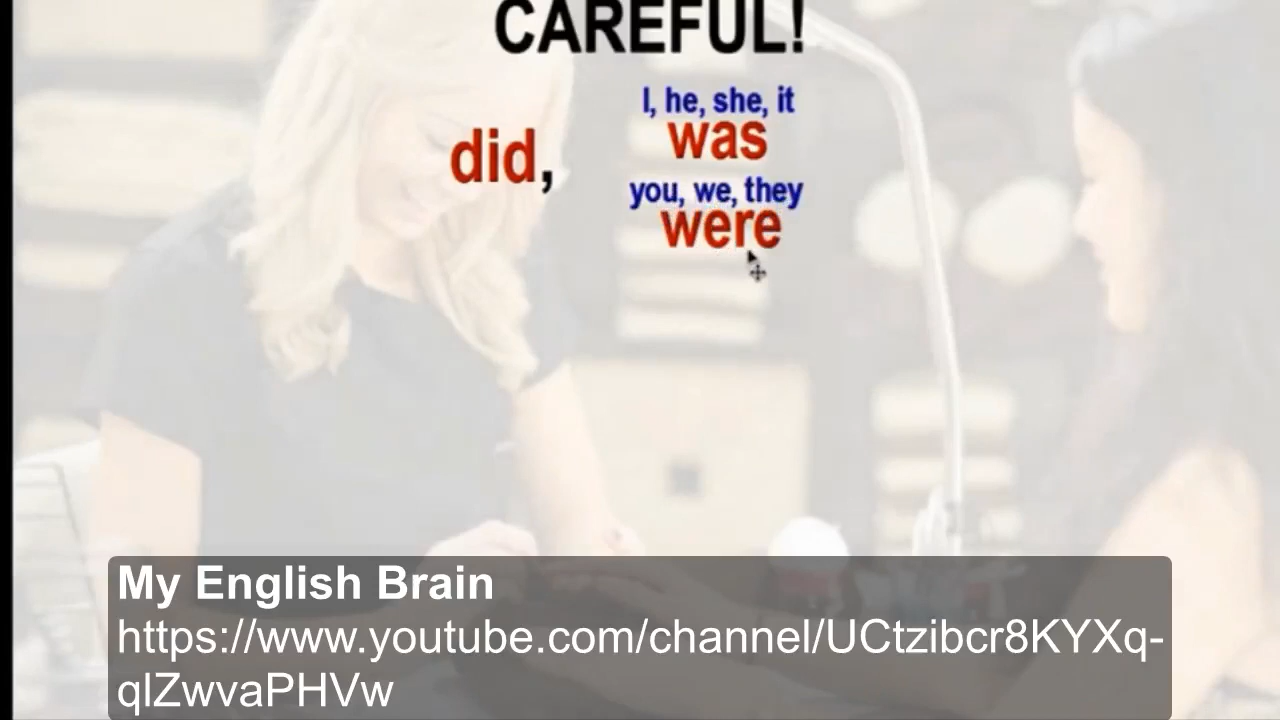 CAREFUL!
I, he, she, it
did, was
you, we, they
were
My English Brain
https://www.youtube.com/channel/UCtzibcr8KYXq-
qlZwvaPHVw